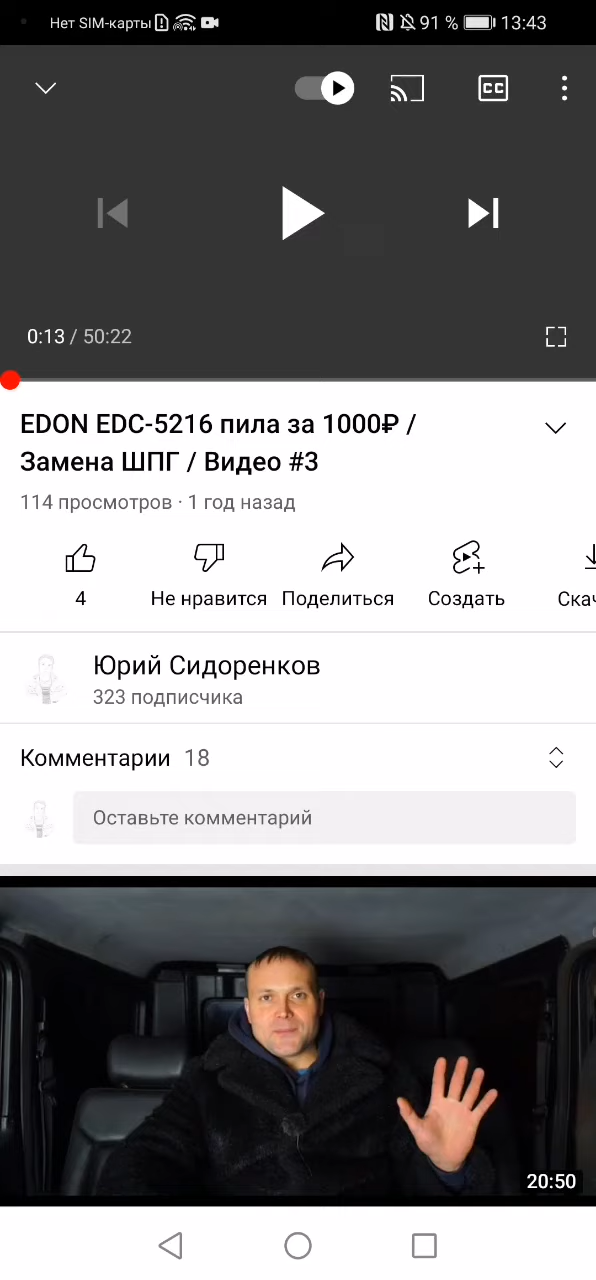 Нет SIM-карты 91 % 13:43
CC
0:13 / 50:22
EDON EDC-5216 пила за 1000₽ /
Замена ШПГ / Видео #3
114 просмотров · 1 год назад
4 Не нравится Поделиться Создать Скач
Юрий Сидоренков
323 подписчика
Комментарии 18
Оставьте комментарий
20:50